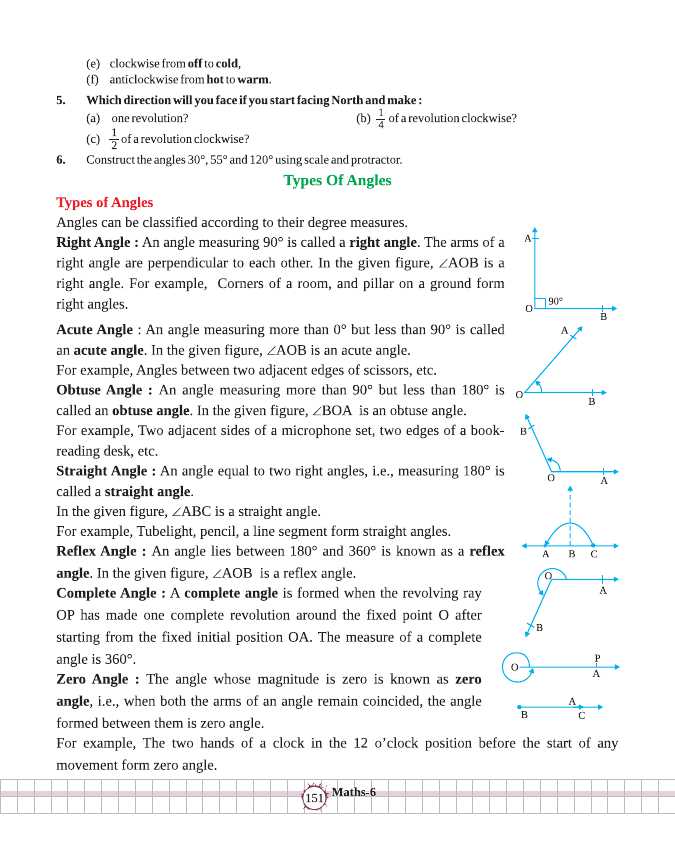 (e) clockwise from off to cold,
(f) anticlockwise from hot to warm.
5. Which direction will you face if you start facing North and make :
(a) one revolution? (b) 1/4 of a revolution clockwise?
(c) 1/2 of a revolution clockwise?
6. Construct the angles 30°, 55° and 120° using scale and protractor.
Types Of Angles
Types of Angles
Angles can be classified according to their degree measures.
Right Angle : An angle measuring 90° is called a right angle. The arms of a
right angle are perpendicular to each other. In the given figure, ∠AOB is a
right angle. For example, Corners of a room, and pillar on a ground form
right angles.
A
O
90°
B
Acute Angle : An angle measuring more than 0° but less than 90° is called
an acute angle. In the given figure, ∠AOB is an acute angle.
For example, Angles between two adjacent edges of scissors, etc.
A
O
B
Obtuse Angle : An angle measuring more than 90° but less than 180° is
called an obtuse angle. In the given figure, ∠BOA is an obtuse angle.
For example, Two adjacent sides of a microphone set, two edges of a book-
reading desk, etc.
B
O
A
Straight Angle : An angle equal to two right angles, i.e., measuring 180° is
called a straight angle.
In the given figure, ∠ABC is a straight angle.
For example, Tubelight, pencil, a line segment form straight angles.
A B C
Reflex Angle : An angle lies between 180° and 360° is known as a reflex
angle. In the given figure, ∠AOB is a reflex angle.
O
A
B
Complete Angle : A complete angle is formed when the revolving ray
OP has made one complete revolution around the fixed point O after
starting from the fixed initial position OA. The measure of a complete
angle is 360°.
P
O
A
Zero Angle : The angle whose magnitude is zero is known as zero
angle, i.e., when both the arms of an angle remain coincided, the angle
formed between them is zero angle.
A
B
C
For example, The two hands of a clock in the 12 o’clock position before the start of any
movement form zero angle.
151 Maths-6